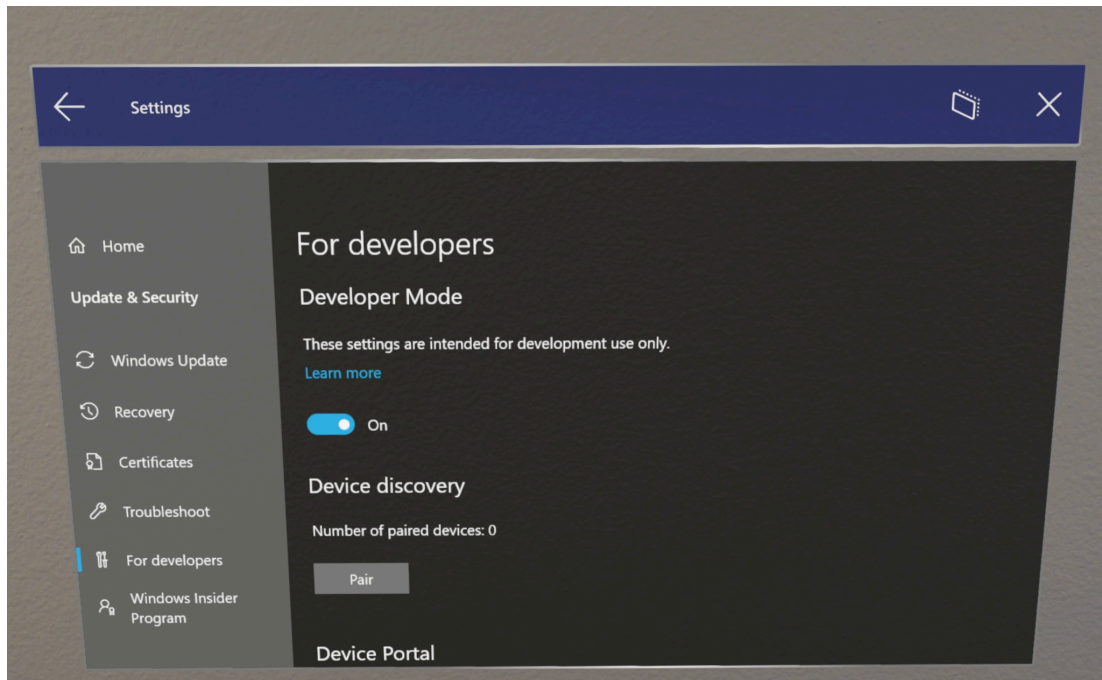 Settings
Home
Update & Security
Windows Update
Recovery
Certificates
Troubleshoot
For developers
Windows Insider
Program
For developers
Developer Mode
These settings are intended for development use only.
Learn more
On
Device discovery
Number of paired devices: 0
Pair
Device Portal